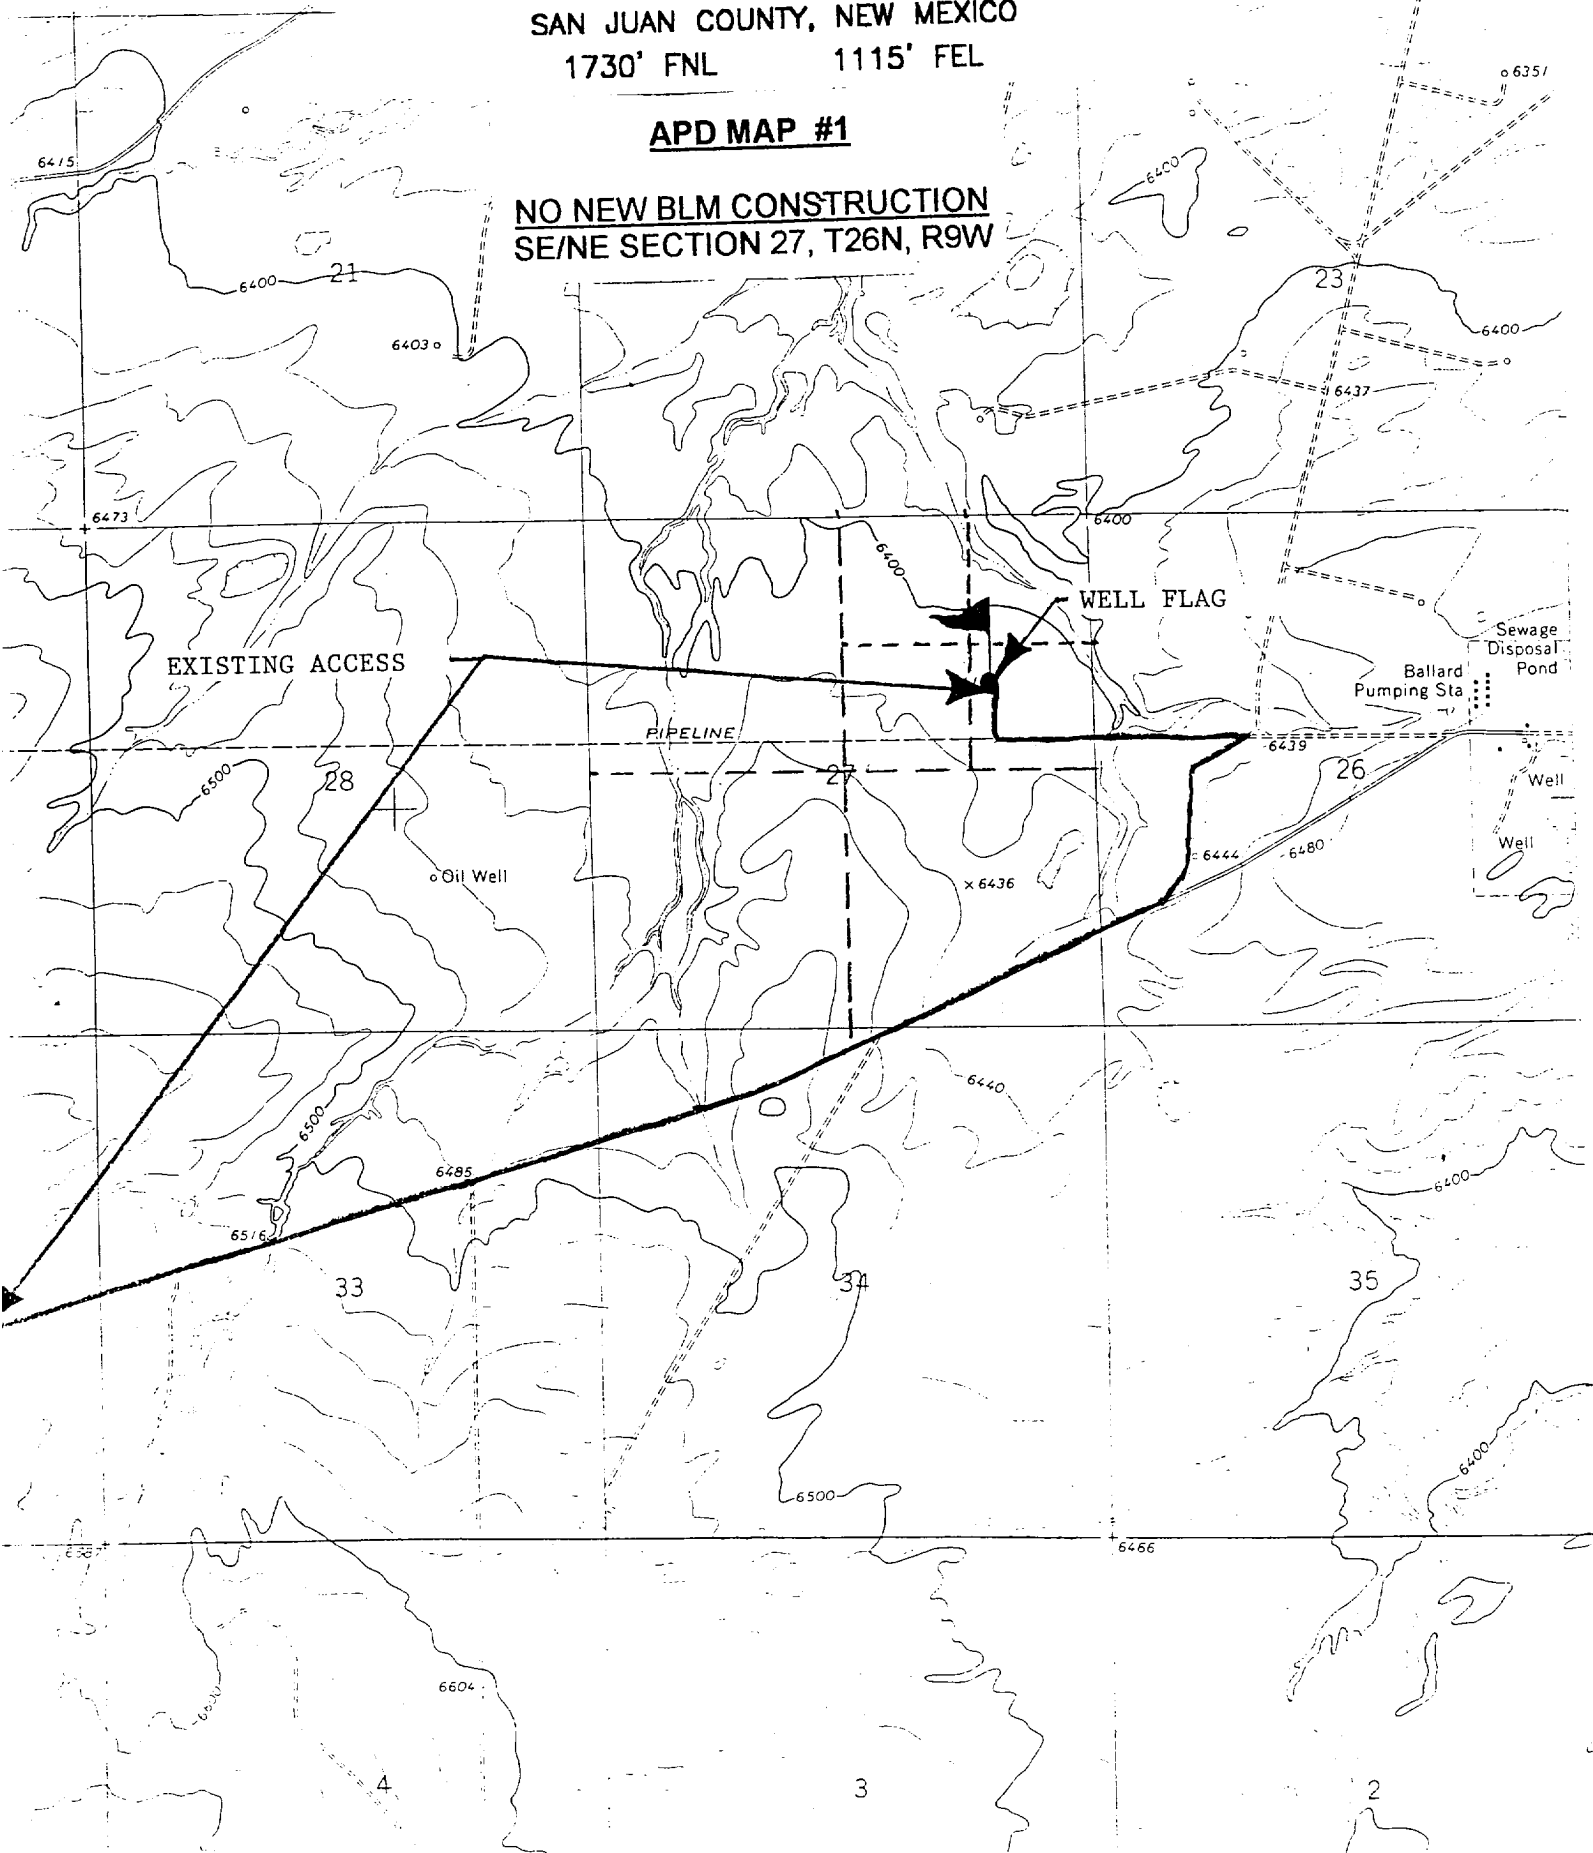 SAN JUAN COUNTY, NEW MEXICO
1730' FNL 1115' FEL
APD MAP #1
NO NEW BLM CONSTRUCTION
SE/NE SECTION 27, T26N, R9W
6351
6415
6400
6400
21
23
6403
6400
6437
6473
6400
6400
WELL FLAG
EXISTING ACCESS
Sewage
Disposal
Pond
Ballard
Pumping Sta
PIPELINE
6439
6500
28
27
26
Well
Oil Well
6436
6444
6480
Well
6440
6500
6485
6400
6516
33
34
35
6400
6500
6466
6604
4
3
2